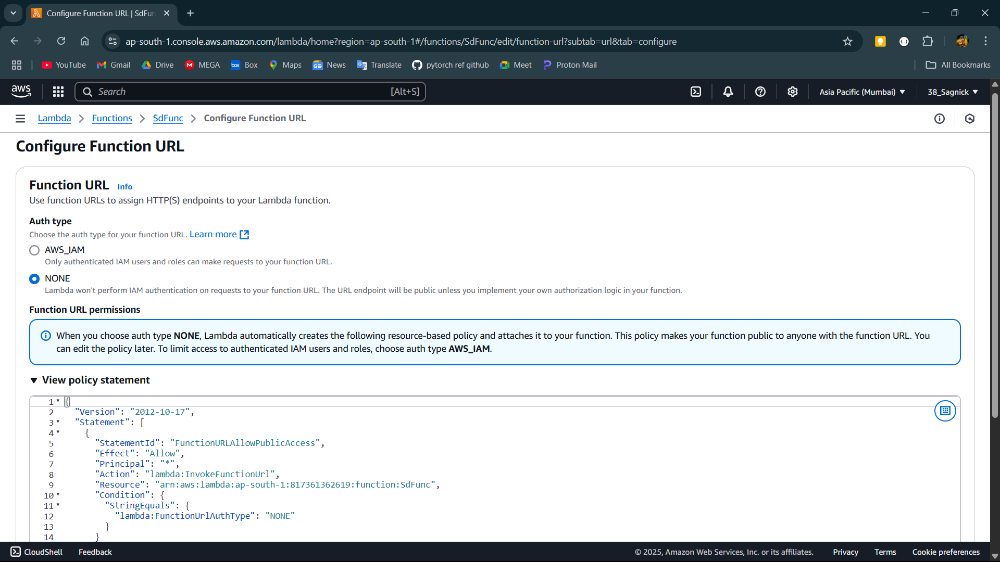 Configure Function URL | SdFun
ap-south-1.console.aws.amazon.com/lambda/home?region=ap-south-1#/functions/SdFunc/edit/function-url?subtab=url&tab=configure
YouTube Gmail Drive MEGA Box Maps News Translate pytorch ref github Meet Proton Mail All Bookmarks
aws Search [Alt+S] Asia Pacific (Mumbai) 38_Sagnick
Lambda Functions SdFunc Configure Function URL
Configure Function URL
Function URL Info
Use function URLs to assign HTTP(S) endpoints to your Lambda function.
Auth type
Choose the auth type for your function URL. Learn more
AWS_IAM
Only authenticated IAM users and roles can make requests to your function URL.
NONE
Lambda won't perform IAM authentication on requests to your function URL. The URL endpoint will be public unless you implement your own authorization logic in your function.
Function URL permissions
When you choose auth type NONE, Lambda automatically creates the following resource-based policy and attaches it to your function. This policy makes your function public to anyone with the function URL. You
can edit the policy later. To limit access to authenticated IAM users and roles, choose auth type AWS_IAM.
View policy statement
1 {
2 "Version": "2012-10-17",
3 "Statement": [
4 {
5 "StatementId": "FunctionURLAllowPublicAccess",
6 "Effect": "Allow",
7 "Principal": "*",
8 "Action": "lambda:InvokeFunctionUrl",
9 "Resource": "arn:aws:lambda:ap-south-1:817361362619:function:SdFunc",
10 "Condition": {
11 "StringEquals": {
12 "lambda:FunctionUrlAuthType": "NONE"
13 }
14 }
CloudShell Feedback © 2025, Amazon Web Services, Inc. or its affiliates. Privacy Terms Cookie preferences